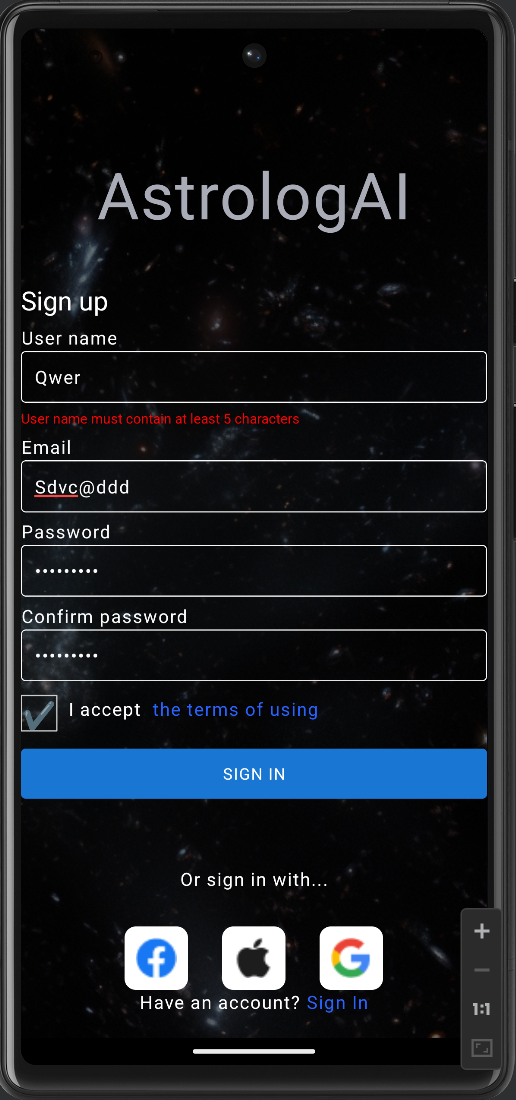 AstrologAI
Sign up
User name
Qwer
User name must contain at least 5 characters
Email
Sdvc@ddd
Password
•••••••••
Confirm password
•••••••••
I accept the terms of using
SIGN IN
Or sign in with...
Have an account? Sign In
1:1